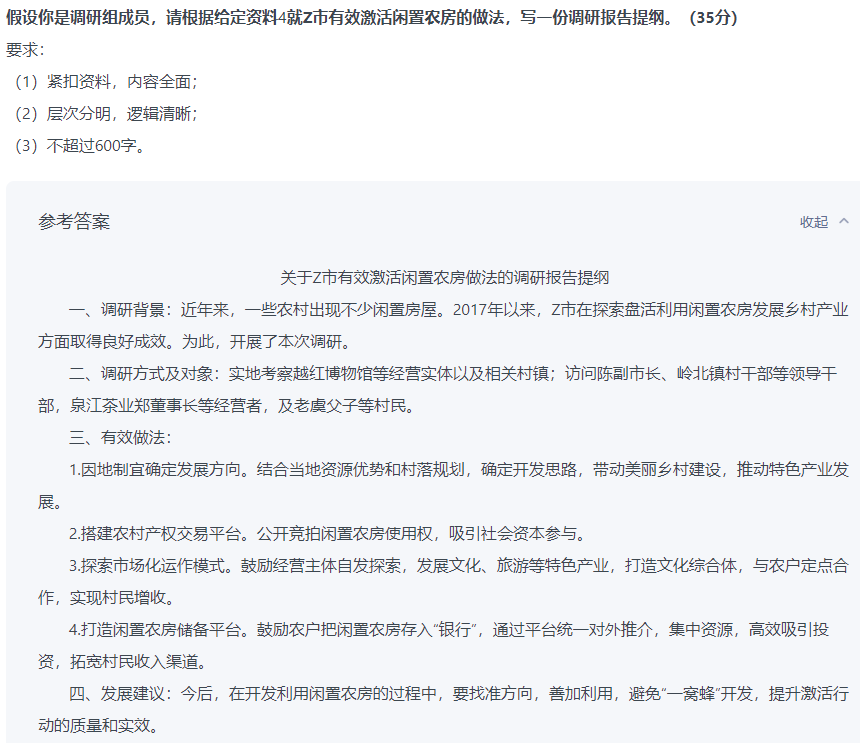 假设你是调研组成员，请根据给定资料4就Z市有效激活闲置农房的做法，写一份调研报告提纲。（35分）
要求：
（1）紧扣资料，内容全面；
（2）层次分明，逻辑清晰；
（3）不超过600字。
参考答案
收起
关于Z市有效激活闲置农房做法的调研报告提纲
一、调研背景：近年来，一些农村出现不少闲置房屋。2017年以来，Z市在探索盘活利用闲置农房发展乡村产业
方面取得良好成效。为此，开展了本次调研。
二、调研方式及对象：实地考察越红博物馆等经营实体以及相关村镇；访问陈副市长、岭北镇村干部等领导干
部，泉江茶业郑董事长等经营者，及老虞父子等村民。
三、有效做法：
1.因地制宜确定发展方向。结合当地资源优势和村落规划，确定开发思路，带动美丽乡村建设，推动特色产业发
展。
2.搭建农村产权交易平台。公开竞拍闲置农房使用权，吸引社会资本参与。
3.探索市场化运作模式。鼓励经营主体自发探索，发展文化、旅游等特色产业，打造文化综合体，与农户定点合
作，实现村民增收。
4.打造闲置农房储备平台。鼓励农户把闲置农房存入“银行”，通过平台统一对外推介，集中资源，高效吸引投
资，拓宽村民收入渠道。
四、发展建议：今后，在开发利用闲置农房的过程中，要找准方向，善加利用，避免“一窝蜂”开发，提升激活行
动的质量和实效。